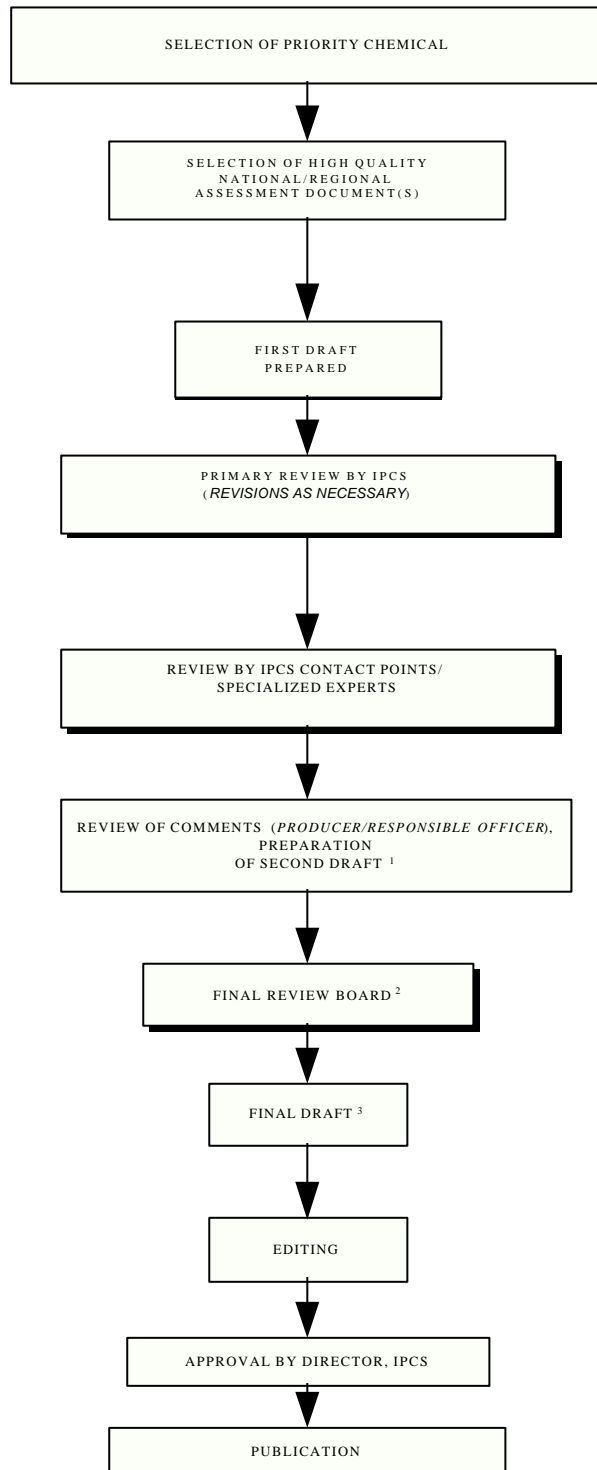 SELECTION OF PRIORITY CHEMICAL
SELECTION OF HIGH QUALITY
NATIONAL/REGIONAL
ASSESSMENT DOCUMENT(S)
FIRST DRAFT
PREPARED
PRIMARY REVIEW BY IPCS
(REVISIONS AS NECESSARY)
REVIEW BY IPCS CONTACT POINTS/
SPECIALIZED EXPERTS
REVIEW OF COMMENTS (PRODUCER/RESPONSIBLE OFFICER),
PREPARATION
OF SECOND DRAFT ¹
FINAL REVIEW BOARD ²
FINAL DRAFT ³
EDITING
APPROVAL BY DIRECTOR, IPCS
PUBLICATION